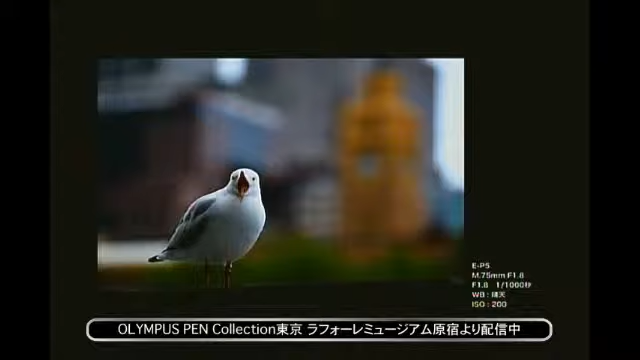 E-P5
M.75mm F1.8
F1.8 1/1000秒
WB : 晴天
ISO : 200
OLYMPUS PEN Collection東京 ラフォーレミュージアム原宿より配信中